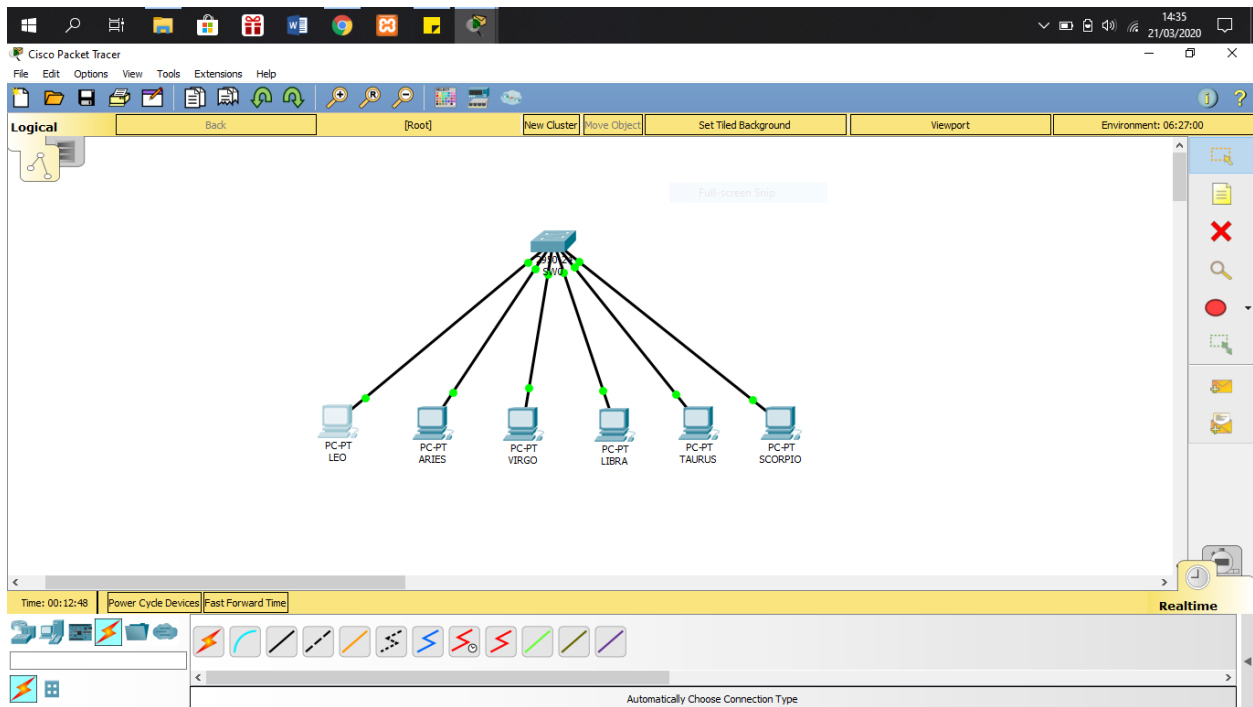 14:35
21/03/2020
Cisco Packet Tracer
File Edit Options View Tools Extensions Help
Logical Back [Root] New Cluster Move Object Set Tiled Background Viewport Environment: 06:27:00
Full-screen Snip
2950-24
SW0
PC-PT
LEO
PC-PT
ARIES
PC-PT
VIRGO
PC-PT
LIBRA
PC-PT
TAURUS
PC-PT
SCORPIO
Time: 00:12:48 Power Cycle Devices Fast Forward Time
Realtime
Automatically Choose Connection Type